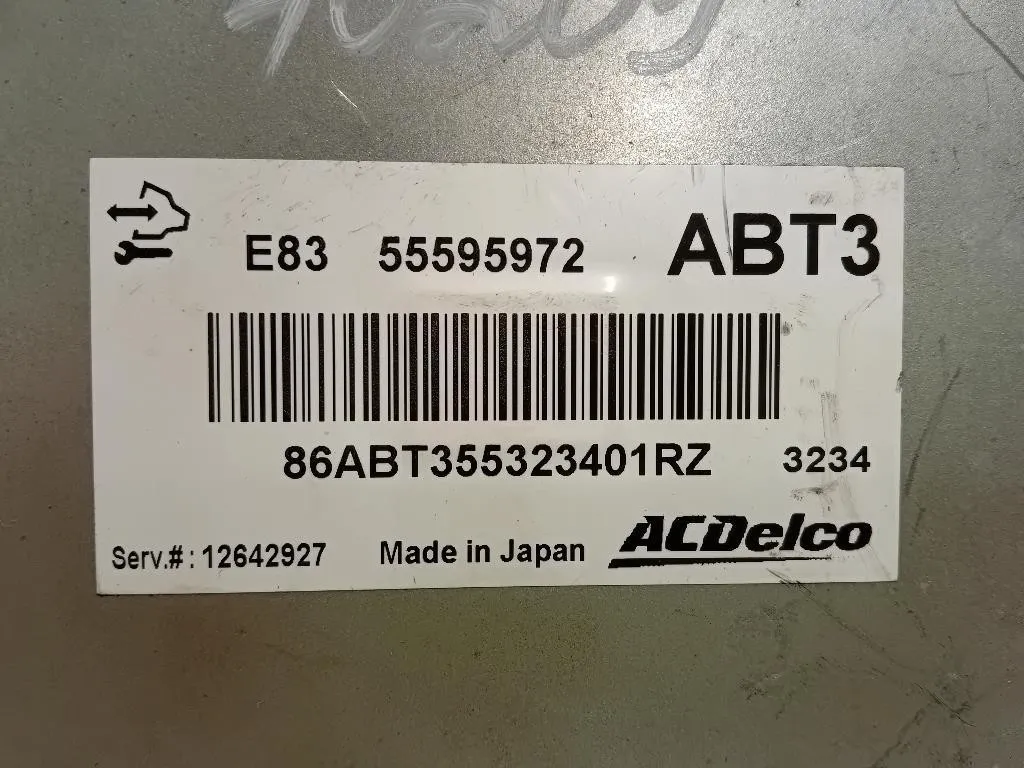 E83 55595972 ABT3
86ABT355323401RZ 3234
Serv.#: 12642927 Made in Japan ACDelco